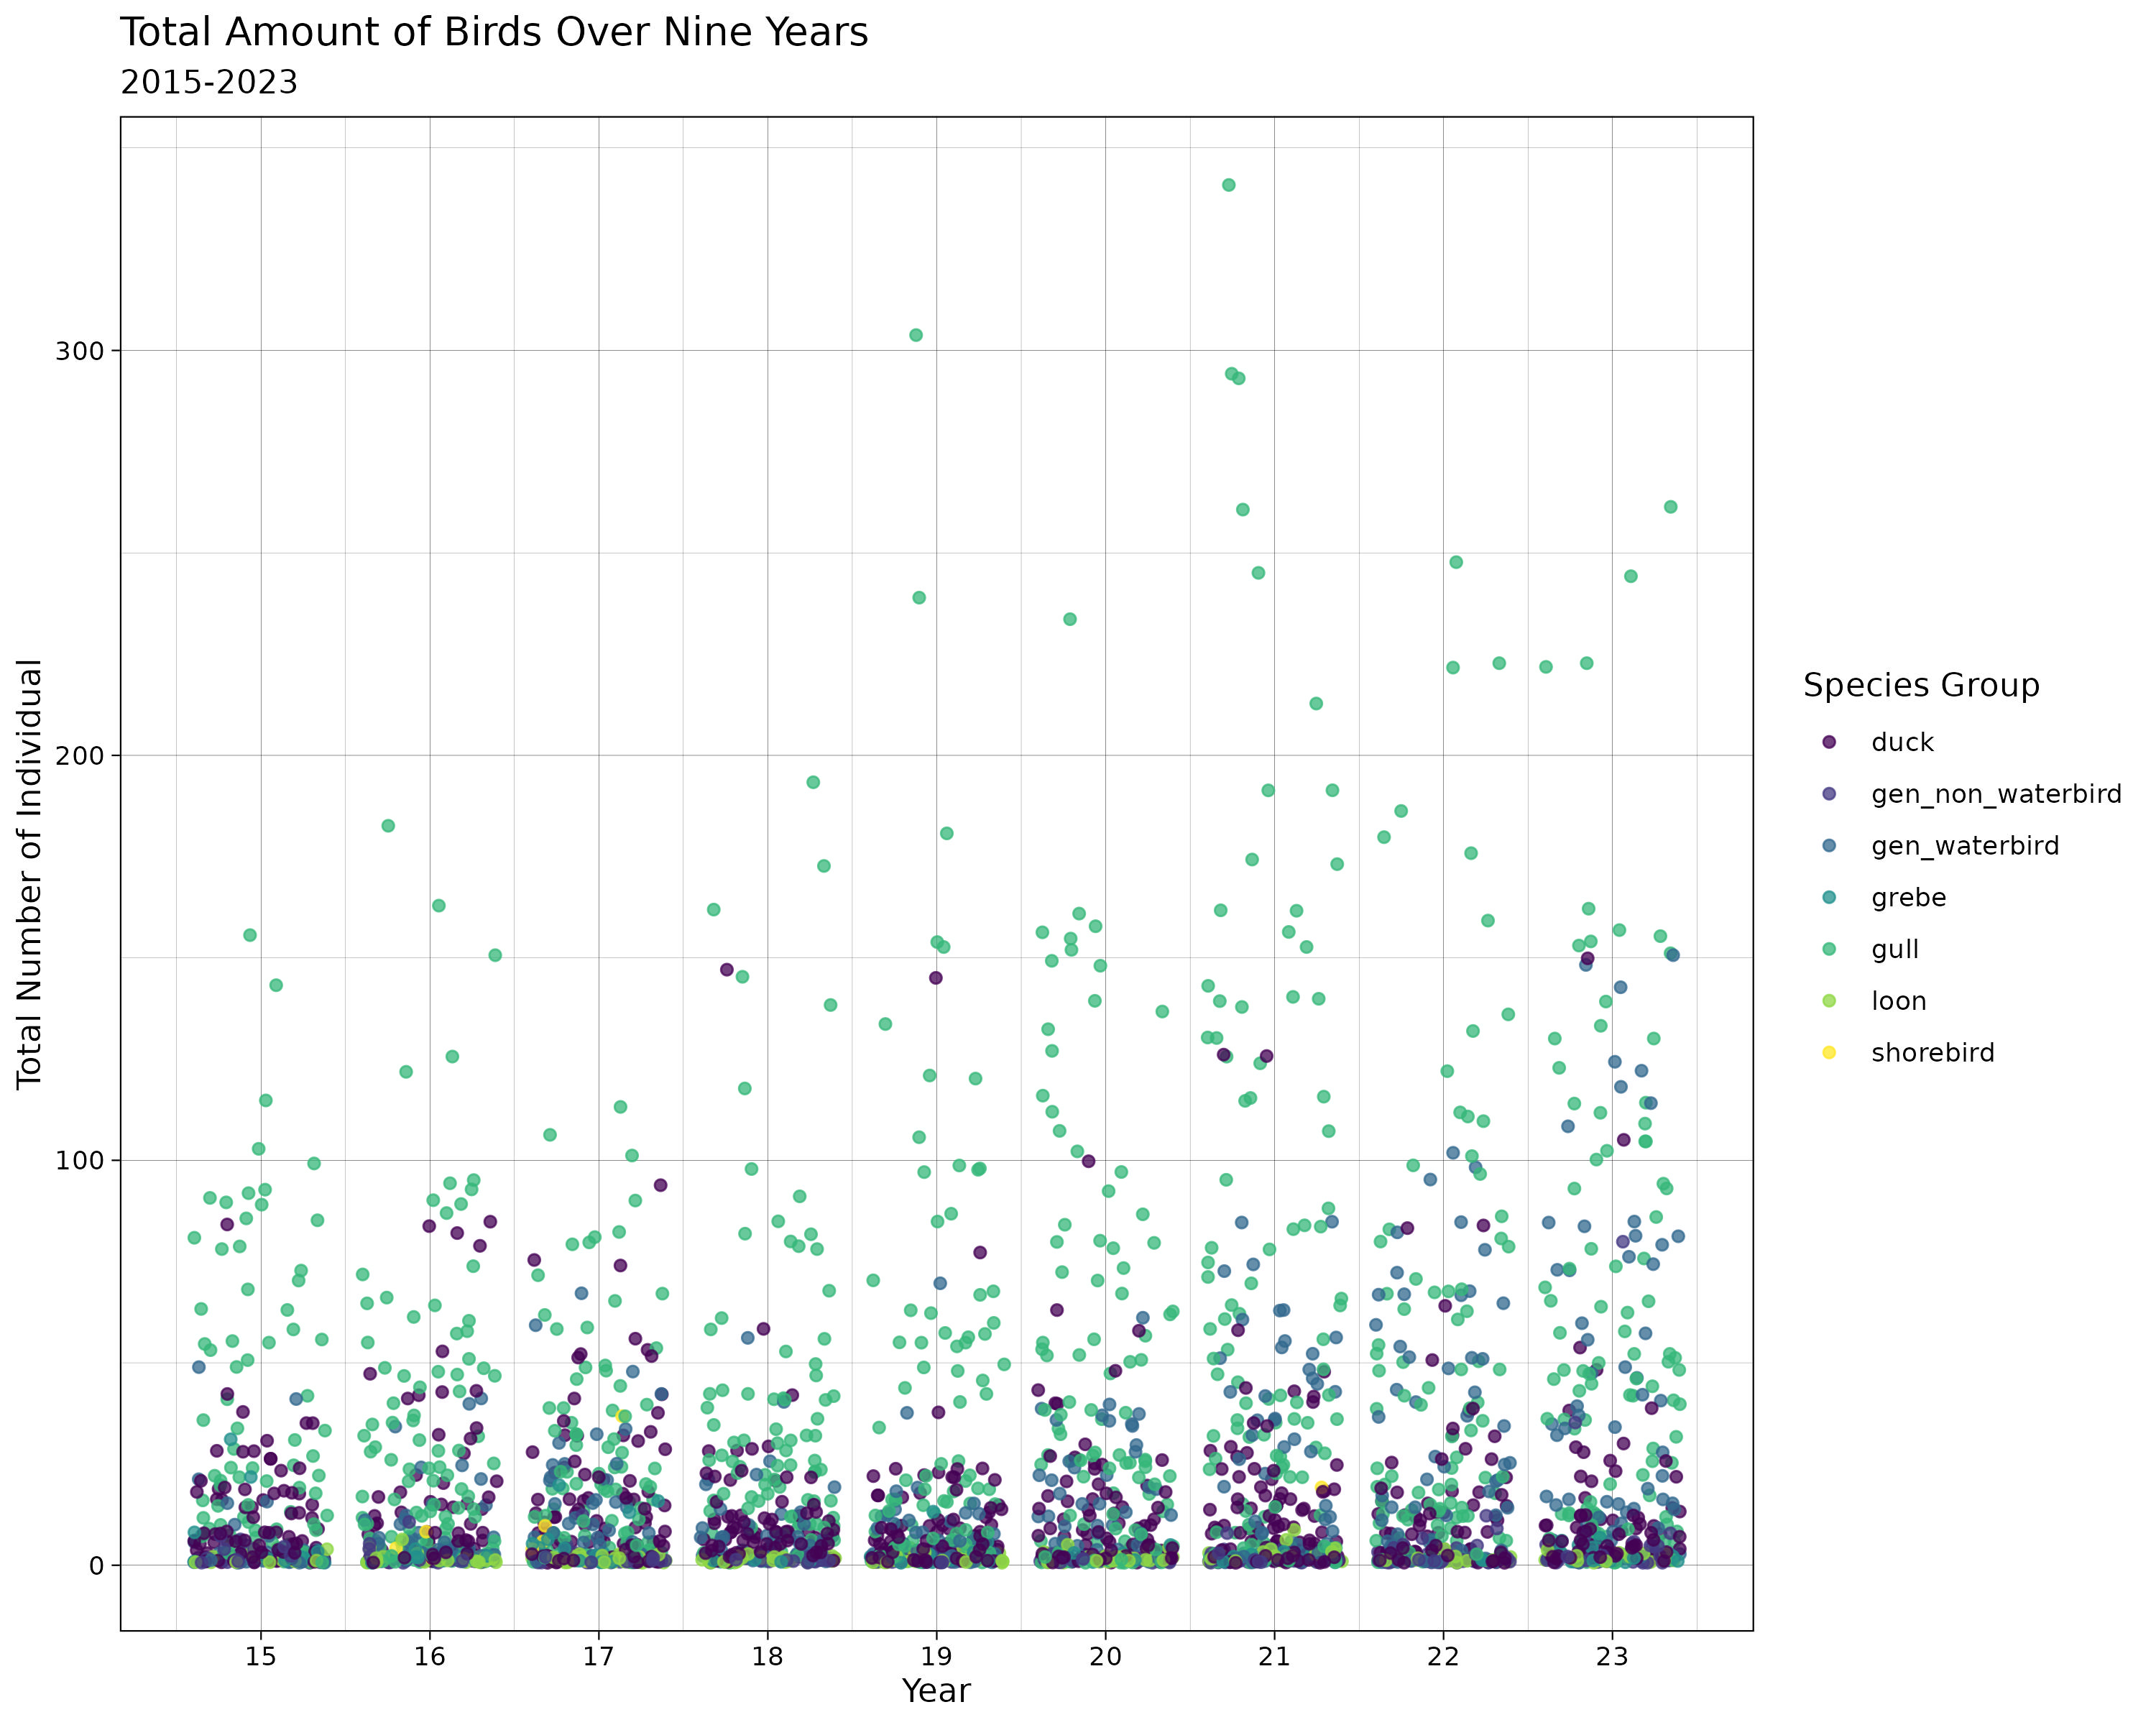 Total Amount of Birds Over Nine Years
2015-2023
Total Number of Individual
300
200
100
0
15 16 17 18 19 20 21 22 23
Year
Species Group
duck
gen_non_waterbird
gen_waterbird
grebe
gull
loon
shorebird